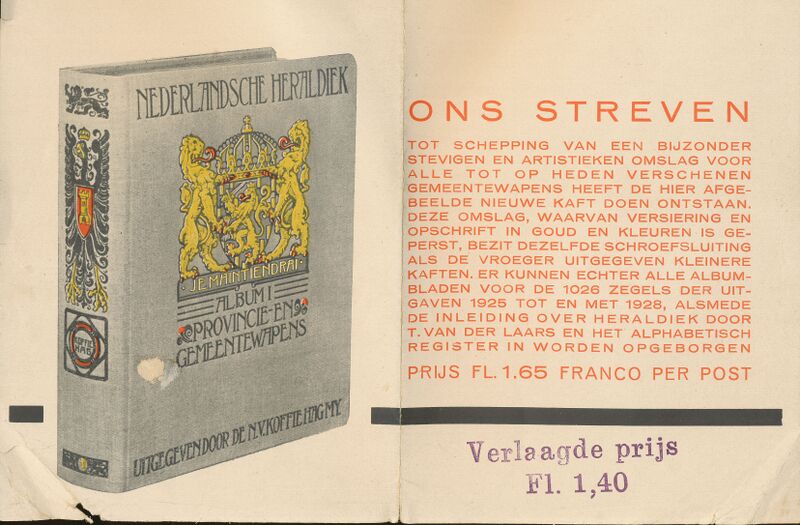 NEDERLANDSCHE HERALDIEK
JE MAINTIENDRAI
ALBUM I
PROVINCIE-EN
GEMEENTEWAPENS
UITGEGEVEN DOOR DE N.V. KOFFIE HAG MY.
KOFFIE
HAG
1
ONS STREVEN
TOT SCHEPPING VAN EEN BIJZONDER
STEVIGEN EN ARTISTIEKEN OMSLAG VOOR
ALLE TOT OP HEDEN VERSCHENEN
GEMEENTEWAPENS HEEFT DE HIER AFGE-
BEELDE NIEUWE KAFT DOEN ONTSTAAN.
DEZE OMSLAG, WAARVAN VERSIERING EN
OPSCHRIFT IN GOUD EN KLEUREN IS GE-
PERST, BEZIT DEZELFDE SCHROEFSLUITING
ALS DE VROEGER UITGEGEVEN KLEINERE
KAFTEN. ER KUNNEN ECHTER ALLE ALBUM-
BLADEN VOOR DE 1026 ZEGELS DER UIT-
GAVEN 1925 TOT EN MET 1928, ALSMEDE
DE INLEIDING OVER HERALDIEK DOOR
T. VAN DER LAARS EN HET ALPHABETISCH
REGISTER IN WORDEN OPGEBORGEN
PRIJS FL. 1.65 FRANCO PER POST
Verlaagde prijs
Fl. 1,40